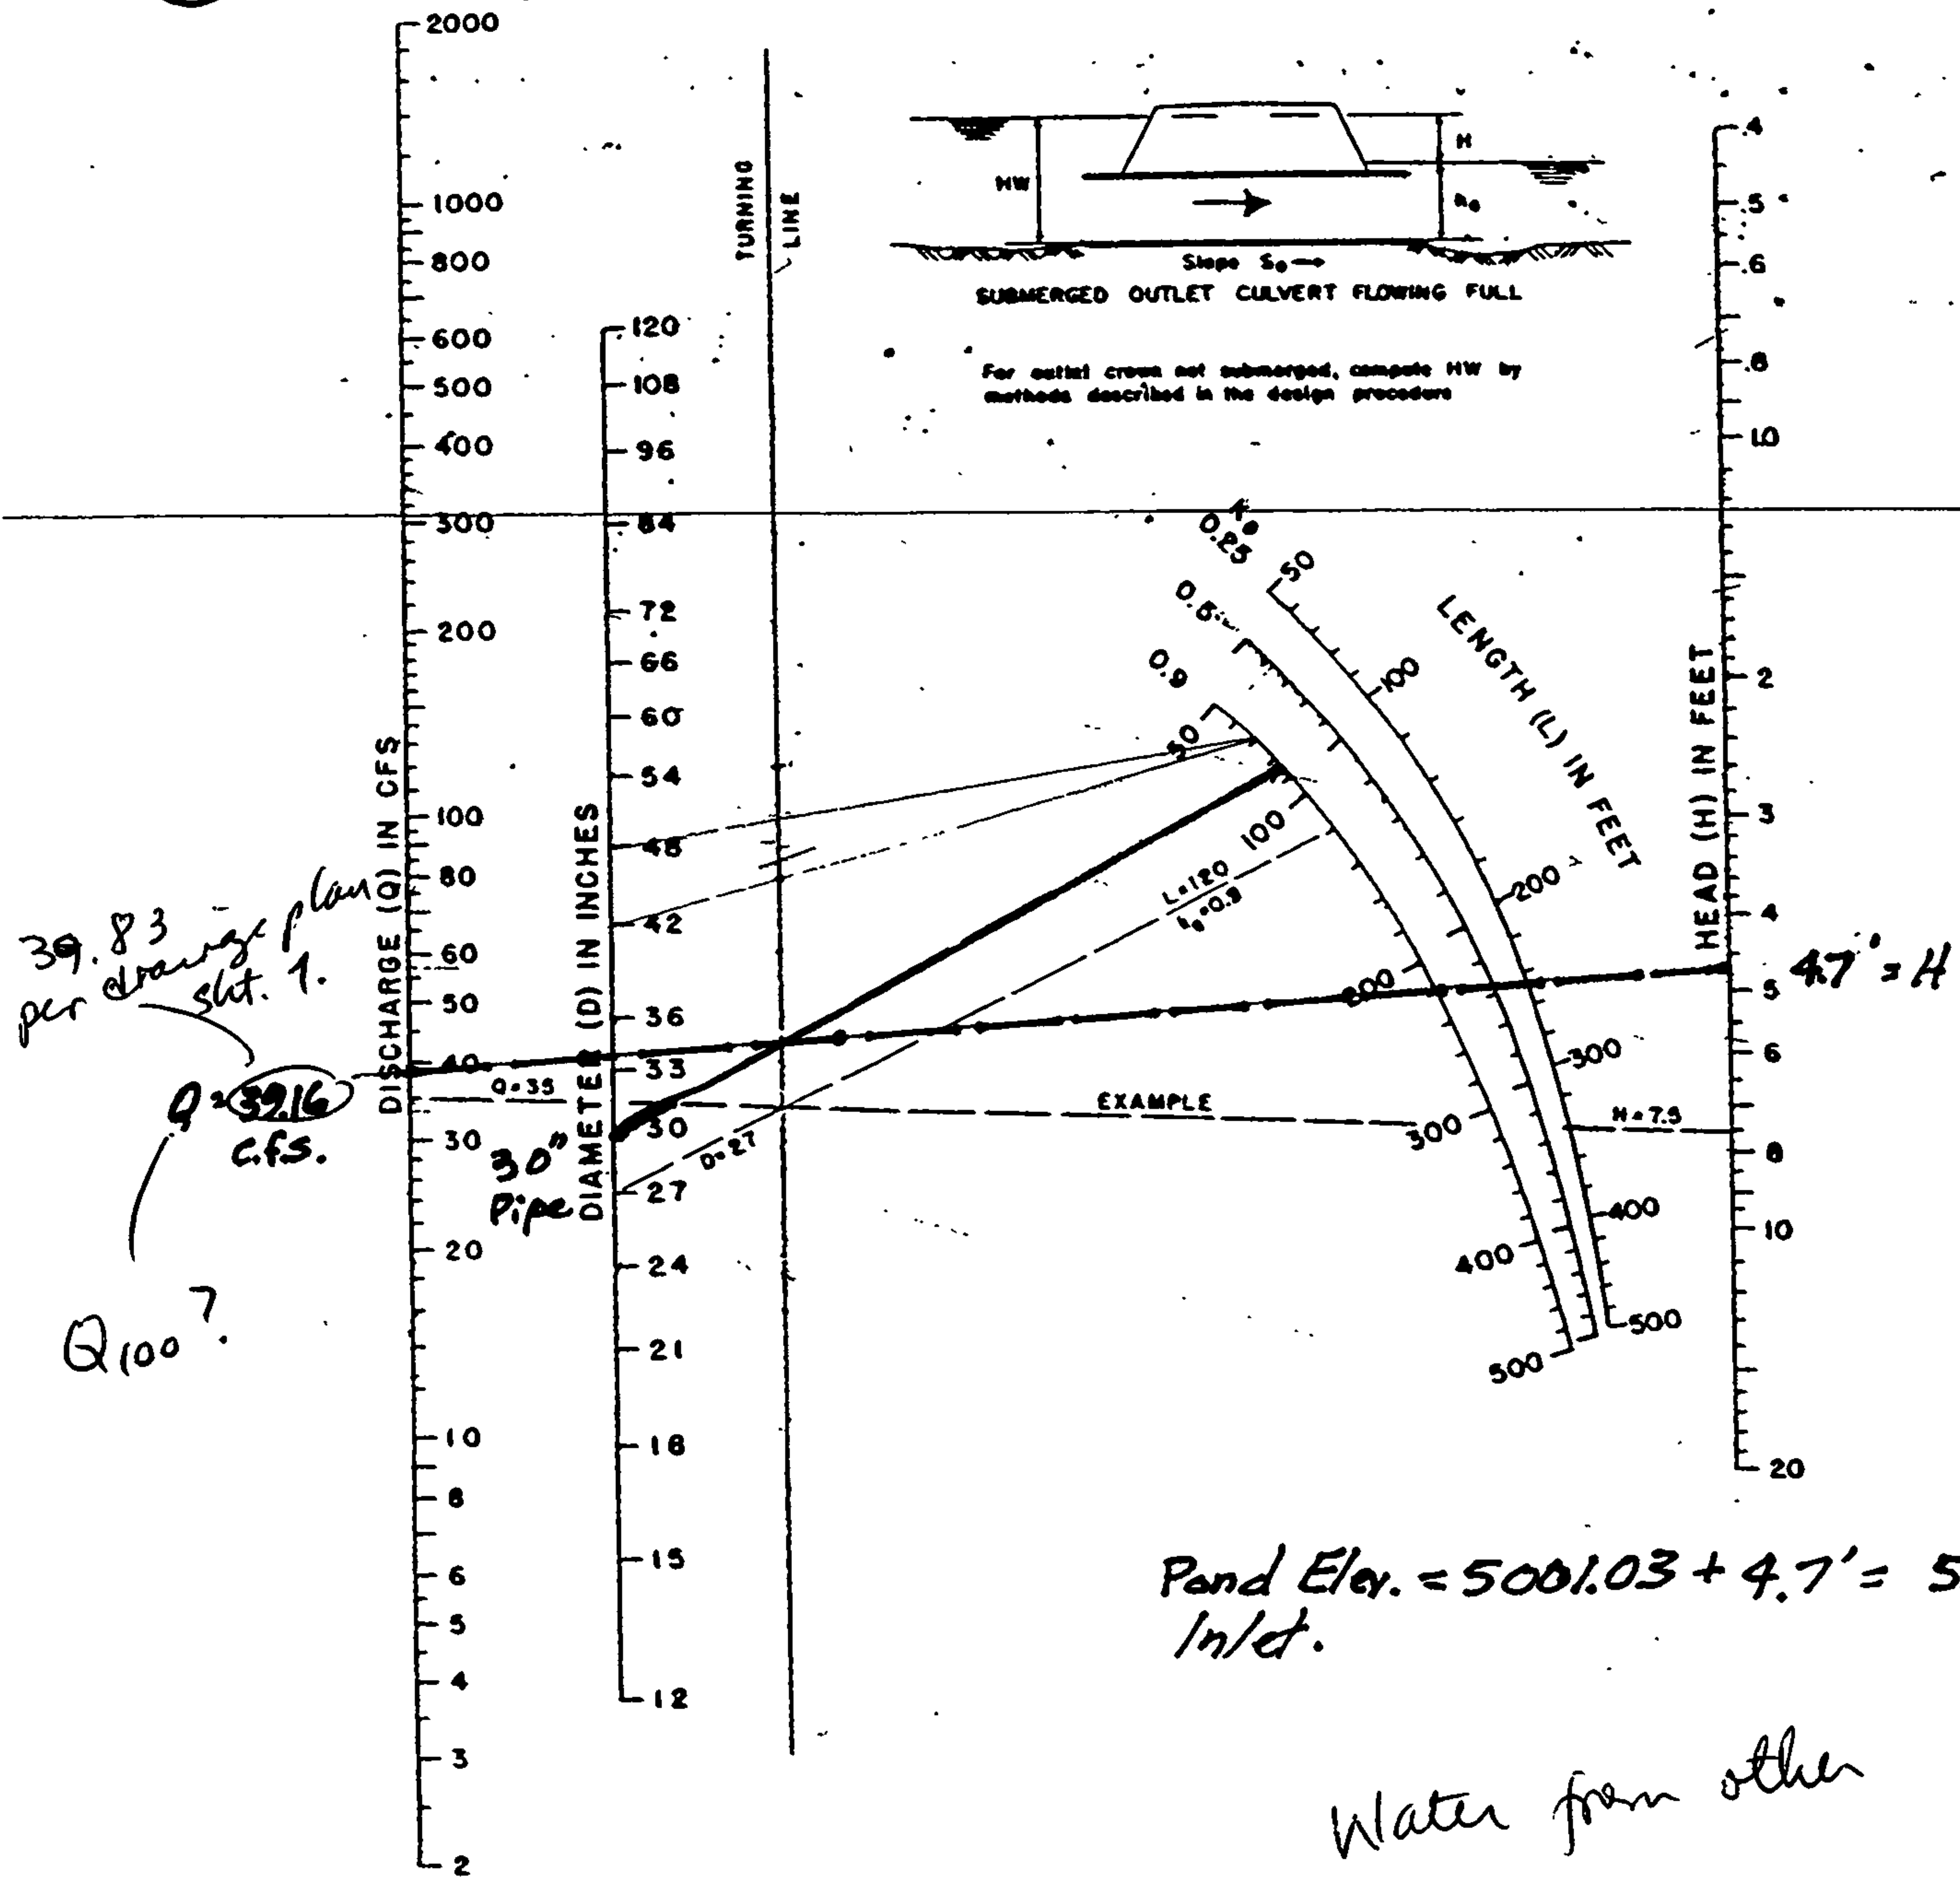 2000
1000
800
600
500
400
300
200
100
80
60
50
40
30
20
10
8
6
5
4
3
2
DISCHARGE (Q) IN CFS
120
108
96
84
72
66
60
54
48
42
36
33
30
27
24
21
18
15
12
DIAMETER (D) IN INCHES
TURNING
LINE
HW
H
Slope So
SUBMERGED OUTLET CULVERT FLOWING FULL
For outlet crown not submerged, compute HW by
methods described in the design procedure
.4
.5
.6
.8
1.0
2
3
4
5
6
8
10
20
HEAD (H) IN FEET
0.25
0.5
0.9
50
100
200
300
400
500
50
100
200
300
400
500
LENGTH (L) IN FEET
L=120
ke=0.9
Q=35
D=27
EXAMPLE
H=7.5
39.83
per drainage plan
sht. 1.
Q = 39.16
c.f.s.
Q100?
30"
Pipe
4.7' = H
Pond Elev. = 5001.03 + 4.7' = 5
Inlet.
Water from other